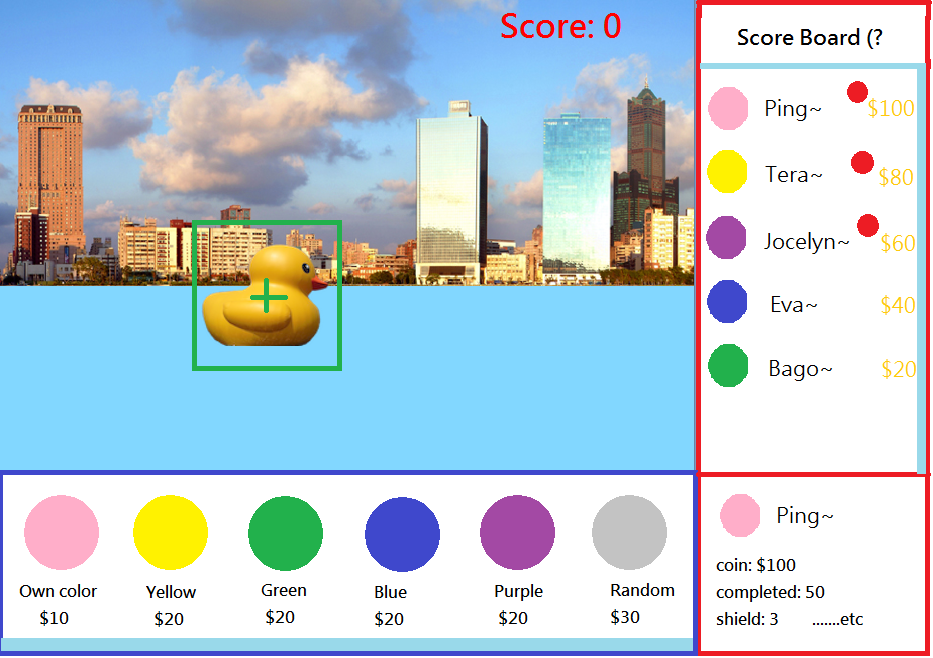 Score: 0
Score Board (?
Ping~ $100
Tera~ $80
Jocelyn~ $60
Eva~ $40
Bago~ $20
Own color Yellow Green Blue Purple Random
$10 $20 $20 $20 $20 $30
Ping~
coin: $100
completed: 50
shield: 3 .......etc